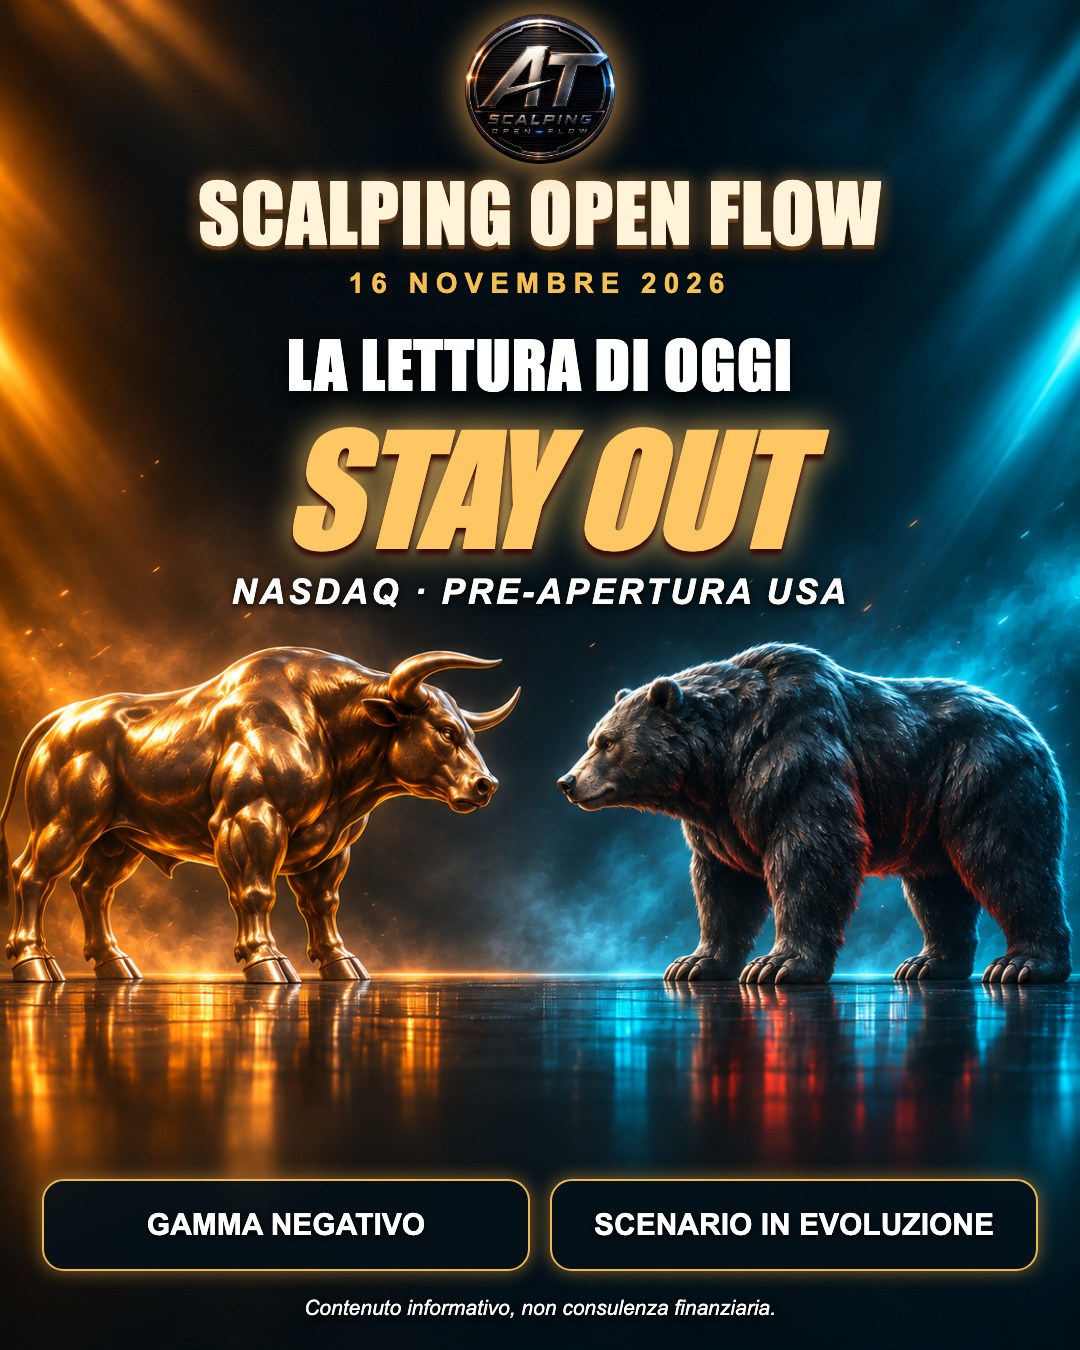 AT
SCALPING
OPEN-FLOW
SCALPING OPEN FLOW
16 NOVEMBRE 2026
LA LETTURA DI OGGI
STAY OUT
NASDAQ · PRE-APERTURA USA
GAMMA NEGATIVO
SCENARIO IN EVOLUZIONE
Contenuto informativo, non consulenza finanziaria.